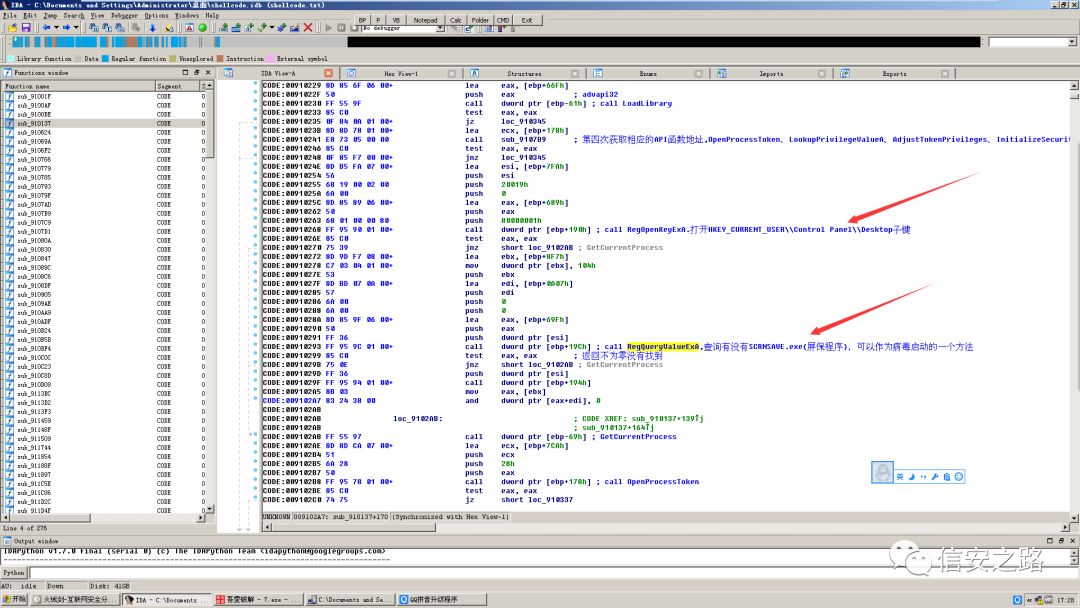 IDA - C:\Documents and Settings\Administrator\桌面\shellcode.idb (shellcode.txt)
File Edit Jump Search View Debugger Options Windows Help
BP P VB Notepad Calc Folder CMD Exit
No debugger
Library function Data Regular function Unexplored Instruction External symbol
Functions window
IDA View-A Hex View-1 Structures Enums Imports Exports
Function name Segment
sub_91001F CODE
sub_9100AF CODE
sub_9100BE CODE
sub_910137 CODE
sub_910624 CODE
sub_91069A CODE
sub_9106F2 CODE
sub_910766 CODE
sub_910779 CODE
sub_910785 CODE
sub_910793 CODE
sub_91079F CODE
sub_9107AD CODE
sub_9107B9 CODE
sub_9107C9 CODE
sub_9107D1 CODE
sub_91080A CODE
sub_910830 CODE
sub_910847 CODE
sub_91089C CODE
sub_9108C6 CODE
sub_9108DF CODE
sub_910905 CODE
sub_9109AE CODE
sub_910AA9 CODE
sub_910ADF CODE
sub_910B24 CODE
sub_910B5B CODE
sub_910BF4 CODE
sub_910C0C CODE
sub_910C23 CODE
sub_910C8D CODE
sub_910D08 CODE
sub_9113BC CODE
sub_9113D2 CODE
sub_9113F3 CODE
sub_911459 CODE
sub_91148F CODE
sub_911509 CODE
sub_911744 CODE
sub_911854 CODE
sub_91188F CODE
sub_911897 CODE
sub_911C5E CODE
sub_911C86 CODE
sub_911D2C CODE
sub_911D4F CODE
Line 4 of 275
CODE:00910229 8D 85 6F 06 00+ lea eax, [ebp+66Fh]
CODE:0091022F 50 push eax ; advapi32
CODE:00910230 FF 55 9F call dword ptr [ebp-61h] ; call LoadLibrary
CODE:00910233 85 C0 test eax, eax
CODE:00910235 0F 84 0A 01 00+ jz loc_910345
CODE:0091023B 8D 8D 78 01 00+ lea ecx, [ebp+178h]
CODE:00910241 E8 73 05 00 00 call sub_9107B9 ; 第四次获取相应的API函数地址,OpenProcessToken、LookupPrivilegeValueA、AdjustTokenPrivileges、InitializeSecurit
CODE:00910246 85 C0 test eax, eax
CODE:00910248 0F 85 F7 00 00+ jnz loc_910345
CODE:0091024E 8D B5 FA 07 00+ lea esi, [ebp+7FAh]
CODE:00910254 56 push esi
CODE:00910255 68 19 00 02 00 push 20019h
CODE:0091025A 6A 00 push 0
CODE:0091025C 8D 85 89 06 00+ lea eax, [ebp+689h]
CODE:00910262 50 push eax
CODE:00910263 68 01 00 00 80 push 80000001h
CODE:00910268 FF 95 90 01 00+ call dword ptr [ebp+190h] ; call RegOpenKeyExA.打开HKEY_CURRENT_USER\\Control Panel\\Desktop子键
CODE:0091026E 85 C0 test eax, eax
CODE:00910270 75 39 jnz short loc_9102AB ; GetCurrentProcess
CODE:00910272 8D 9D F7 08 00+ lea ebx, [ebp+8F7h]
CODE:00910278 C7 03 04 01 00+ mov dword ptr [ebx], 104h
CODE:0091027E 53 push ebx
CODE:0091027F 8D BD 07 0A 00+ lea edi, [ebp+0A07h]
CODE:00910285 57 push edi
CODE:00910286 6A 00 push 0
CODE:00910288 6A 00 push 0
CODE:0091028A 8D 85 9F 06 00+ lea eax, [ebp+69Fh]
CODE:00910290 50 push eax
CODE:00910291 FF 36 push dword ptr [esi]
CODE:00910293 FF 95 9C 01 00+ call dword ptr [ebp+19Ch] ; call RegQueryValueExA.查询有没有SCRNSAVE.exe(屏保程序), 可以作为病毒启动的一个方法
CODE:00910299 85 C0 test eax, eax ; 返回不为零没有找到
CODE:0091029B 75 0E jnz short loc_9102AB ; GetCurrentProcess
CODE:0091029D FF 36 push dword ptr [esi]
CODE:0091029F FF 95 94 01 00+ call dword ptr [ebp+194h]
CODE:009102A5 8B 03 mov eax, [ebx]
CODE:009102A7 83 24 38 00 and dword ptr [eax+edi], 0
CODE:009102AB
CODE:009102AB loc_9102AB: ; CODE XREF: sub_910137+139↑j
CODE:009102AB ; sub_910137+164↑j
CODE:009102AB FF 55 97 call dword ptr [ebp-69h] ; GetCurrentProcess
CODE:009102AE 8D 8D CA 07 00+ lea ecx, [ebp+7CAh]
CODE:009102B4 51 push ecx
CODE:009102B5 6A 28 push 28h
CODE:009102B7 50 push eax
CODE:009102B8 FF 95 78 01 00+ call dword ptr [ebp+178h] ; call OpenProcessToken
CODE:009102BE 85 C0 test eax, eax
CODE:009102C0 74 75 jz short loc_910337
UNKNOWN 009102A7: sub_910137+170 (Synchronized with Hex View-1)
英
Output window
IDAPython v1.7.0 final (serial 0) (c) The IDAPython Team <idapython@googlegroups.com>
Python
AU: idle Down Disk: 41GB
信安之路
开始 火绒剑-互联网安全分... IDA - C:\Documents ... 吾爱破解 - 7.exe - ... C:\Documents and Se... QQ拼音升级程序 17:28